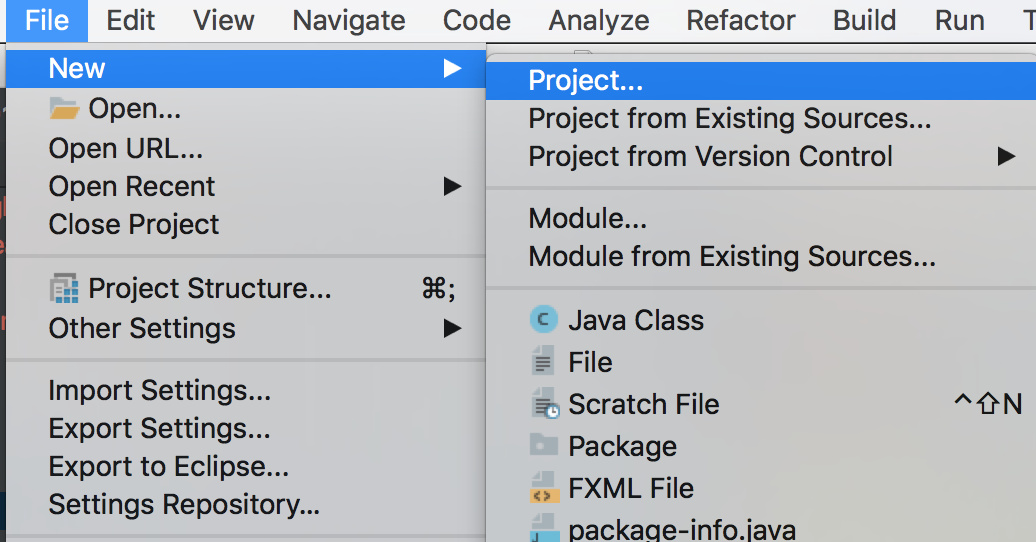 File Edit View Navigate Code Analyze Refactor Build Run
New
Open...
Open URL...
Open Recent
Close Project
Project Structure... ⌘;
Other Settings
Import Settings...
Export Settings...
Export to Eclipse...
Settings Repository...
Project...
Project from Existing Sources...
Project from Version Control
Module...
Module from Existing Sources...
Java Class
File
Scratch File ^⇧N
Package
FXML File
package-info.java